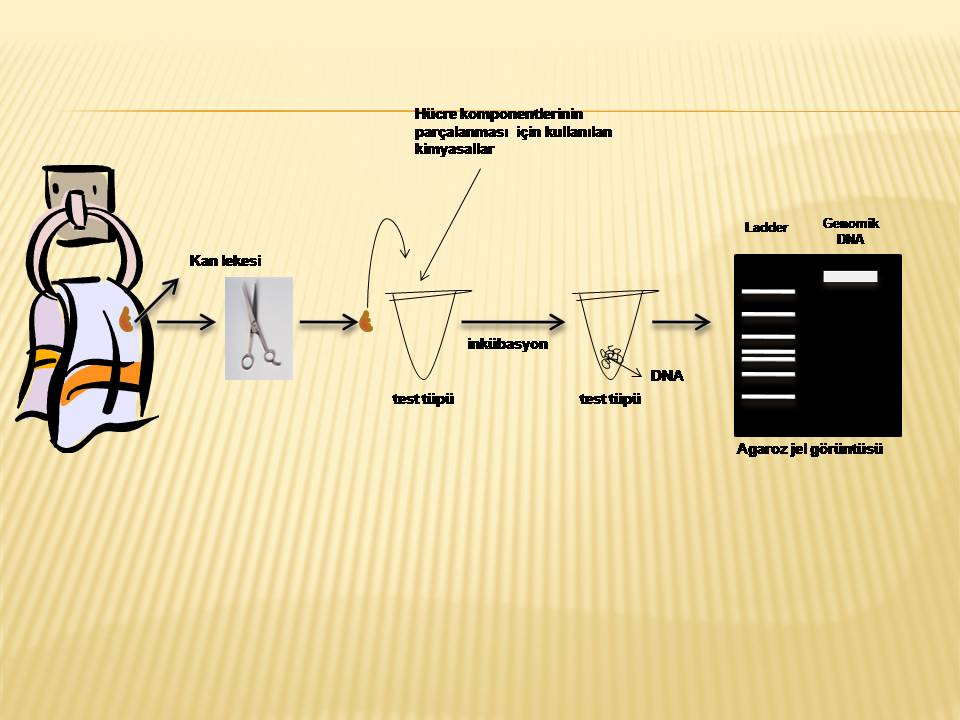 Hücre komponentlerinin
parçalanması için kullanılan
kimyasallar
Kan lekesi
Ladder
Genomik
DNA
inkübasyon
DNA
test tüpü
test tüpü
Agaroz jel görüntüsü